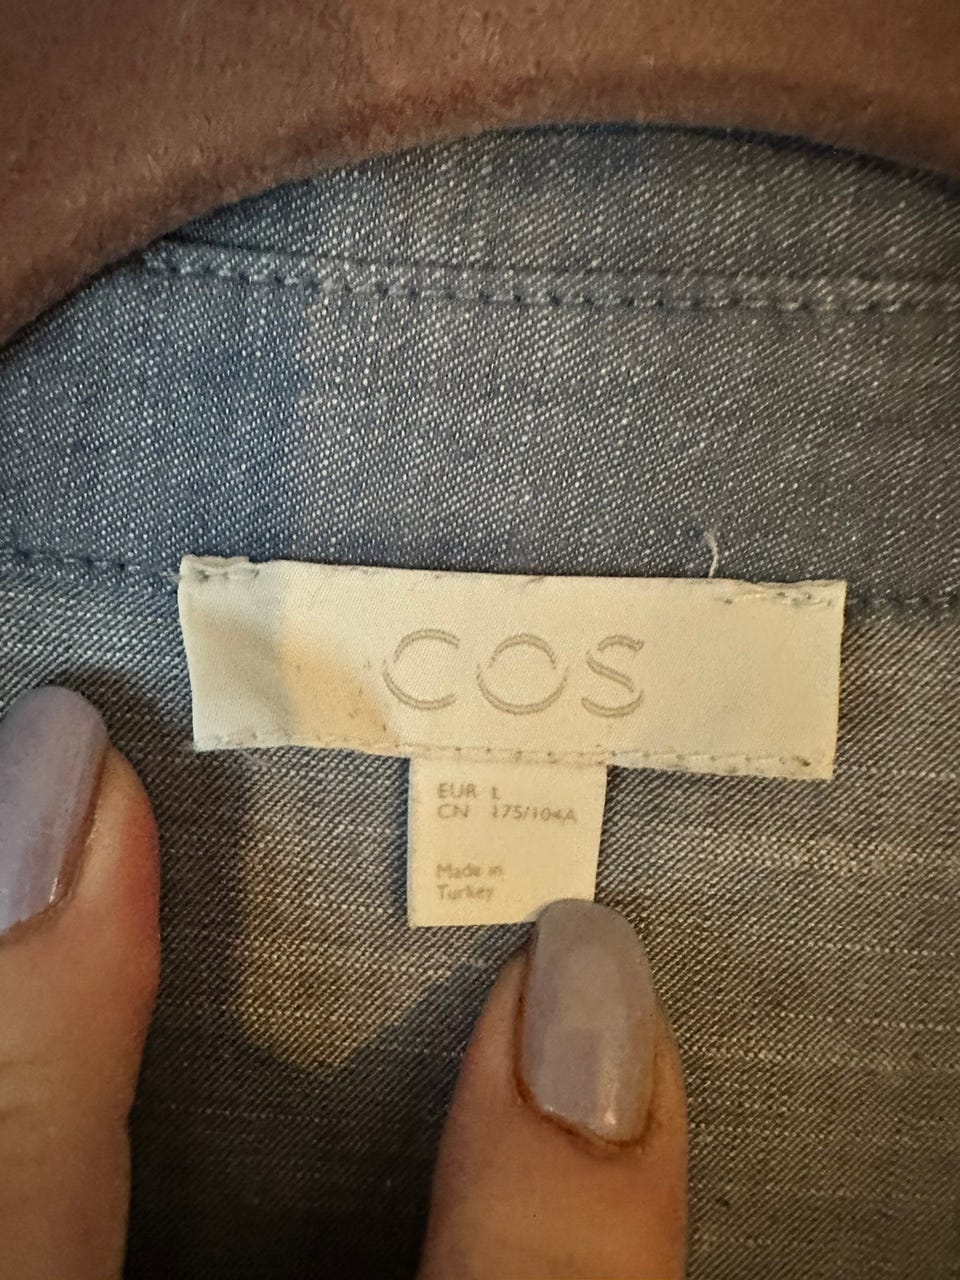 COS
EUR L
CN 175/104A
Made in
Turkey